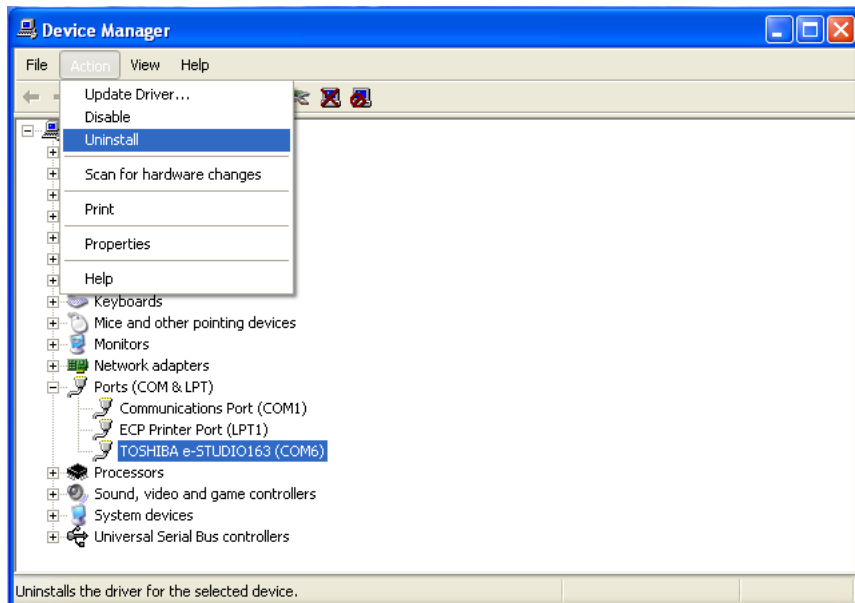 Device Manager
File Action View Help
Update Driver...
Disable
Uninstall
Scan for hardware changes
Print
Properties
Help
Keyboards
Mice and other pointing devices
Monitors
Network adapters
Ports (COM & LPT)
Communications Port (COM1)
ECP Printer Port (LPT1)
TOSHIBA e-STUDIO163 (COM6)
Processors
Sound, video and game controllers
System devices
Universal Serial Bus controllers
Uninstalls the driver for the selected device.